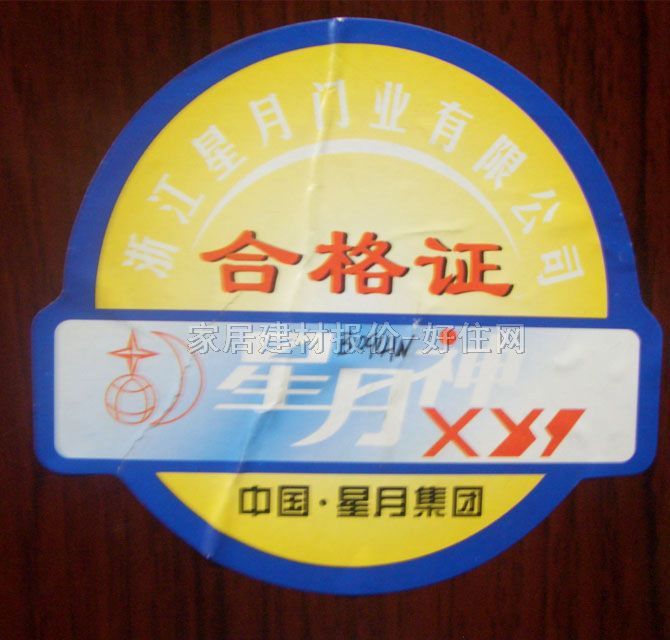 浙江星月门业有限公司
合格证
家居建材报价 好住网
星月神
XYS
中国·星月集团